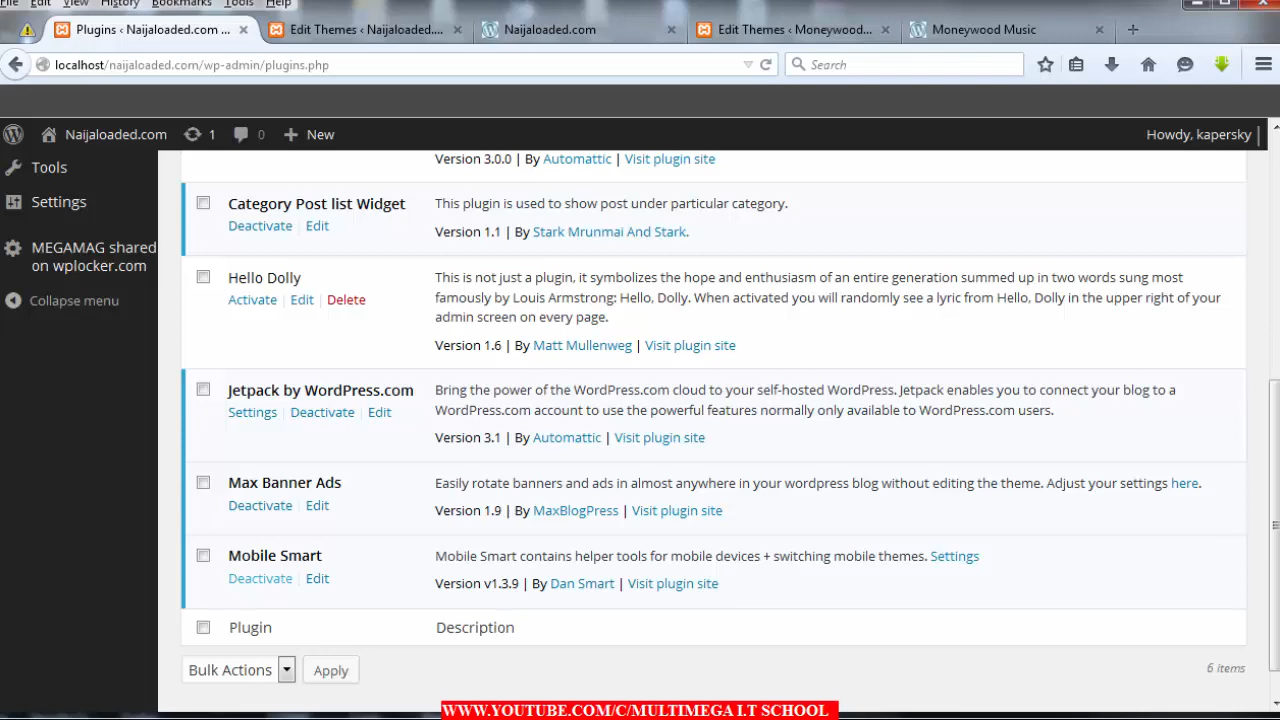 File Edit View History Bookmarks Tools Help
Plugins ‹ Naijaloaded.com ... Edit Themes ‹ Naijaloaded.... Naijaloaded.com Edit Themes ‹ Moneywood... Moneywood Music
localhost/naijaloaded.com/wp-admin/plugins.php Search
Naijaloaded.com 1 0 New Howdy, kapersky
Tools
Settings
MEGAMAG shared
on wplocker.com
Collapse menu
Version 3.0.0 | By Automattic | Visit plugin site
Category Post list Widget
Deactivate | Edit
This plugin is used to show post under particular category.
Version 1.1 | By Stark Mrunmai And Stark.
Hello Dolly
Activate | Edit | Delete
This is not just a plugin, it symbolizes the hope and enthusiasm of an entire generation summed up in two words sung most
famously by Louis Armstrong: Hello, Dolly. When activated you will randomly see a lyric from Hello, Dolly in the upper right of your
admin screen on every page.
Version 1.6 | By Matt Mullenweg | Visit plugin site
Jetpack by WordPress.com
Settings | Deactivate | Edit
Bring the power of the WordPress.com cloud to your self-hosted WordPress. Jetpack enables you to connect your blog to a
WordPress.com account to use the powerful features normally only available to WordPress.com users.
Version 3.1 | By Automattic | Visit plugin site
Max Banner Ads
Deactivate | Edit
Easily rotate banners and ads in almost anywhere in your wordpress blog without editing the theme. Adjust your settings here.
Version 1.9 | By MaxBlogPress | Visit plugin site
Mobile Smart
Deactivate | Edit
Mobile Smart contains helper tools for mobile devices + switching mobile themes. Settings
Version v1.3.9 | By Dan Smart | Visit plugin site
Plugin Description
Bulk Actions Apply 6 items
WWW.YOUTUBE.COM/C/MULTIMEGA I.T SCHOOL